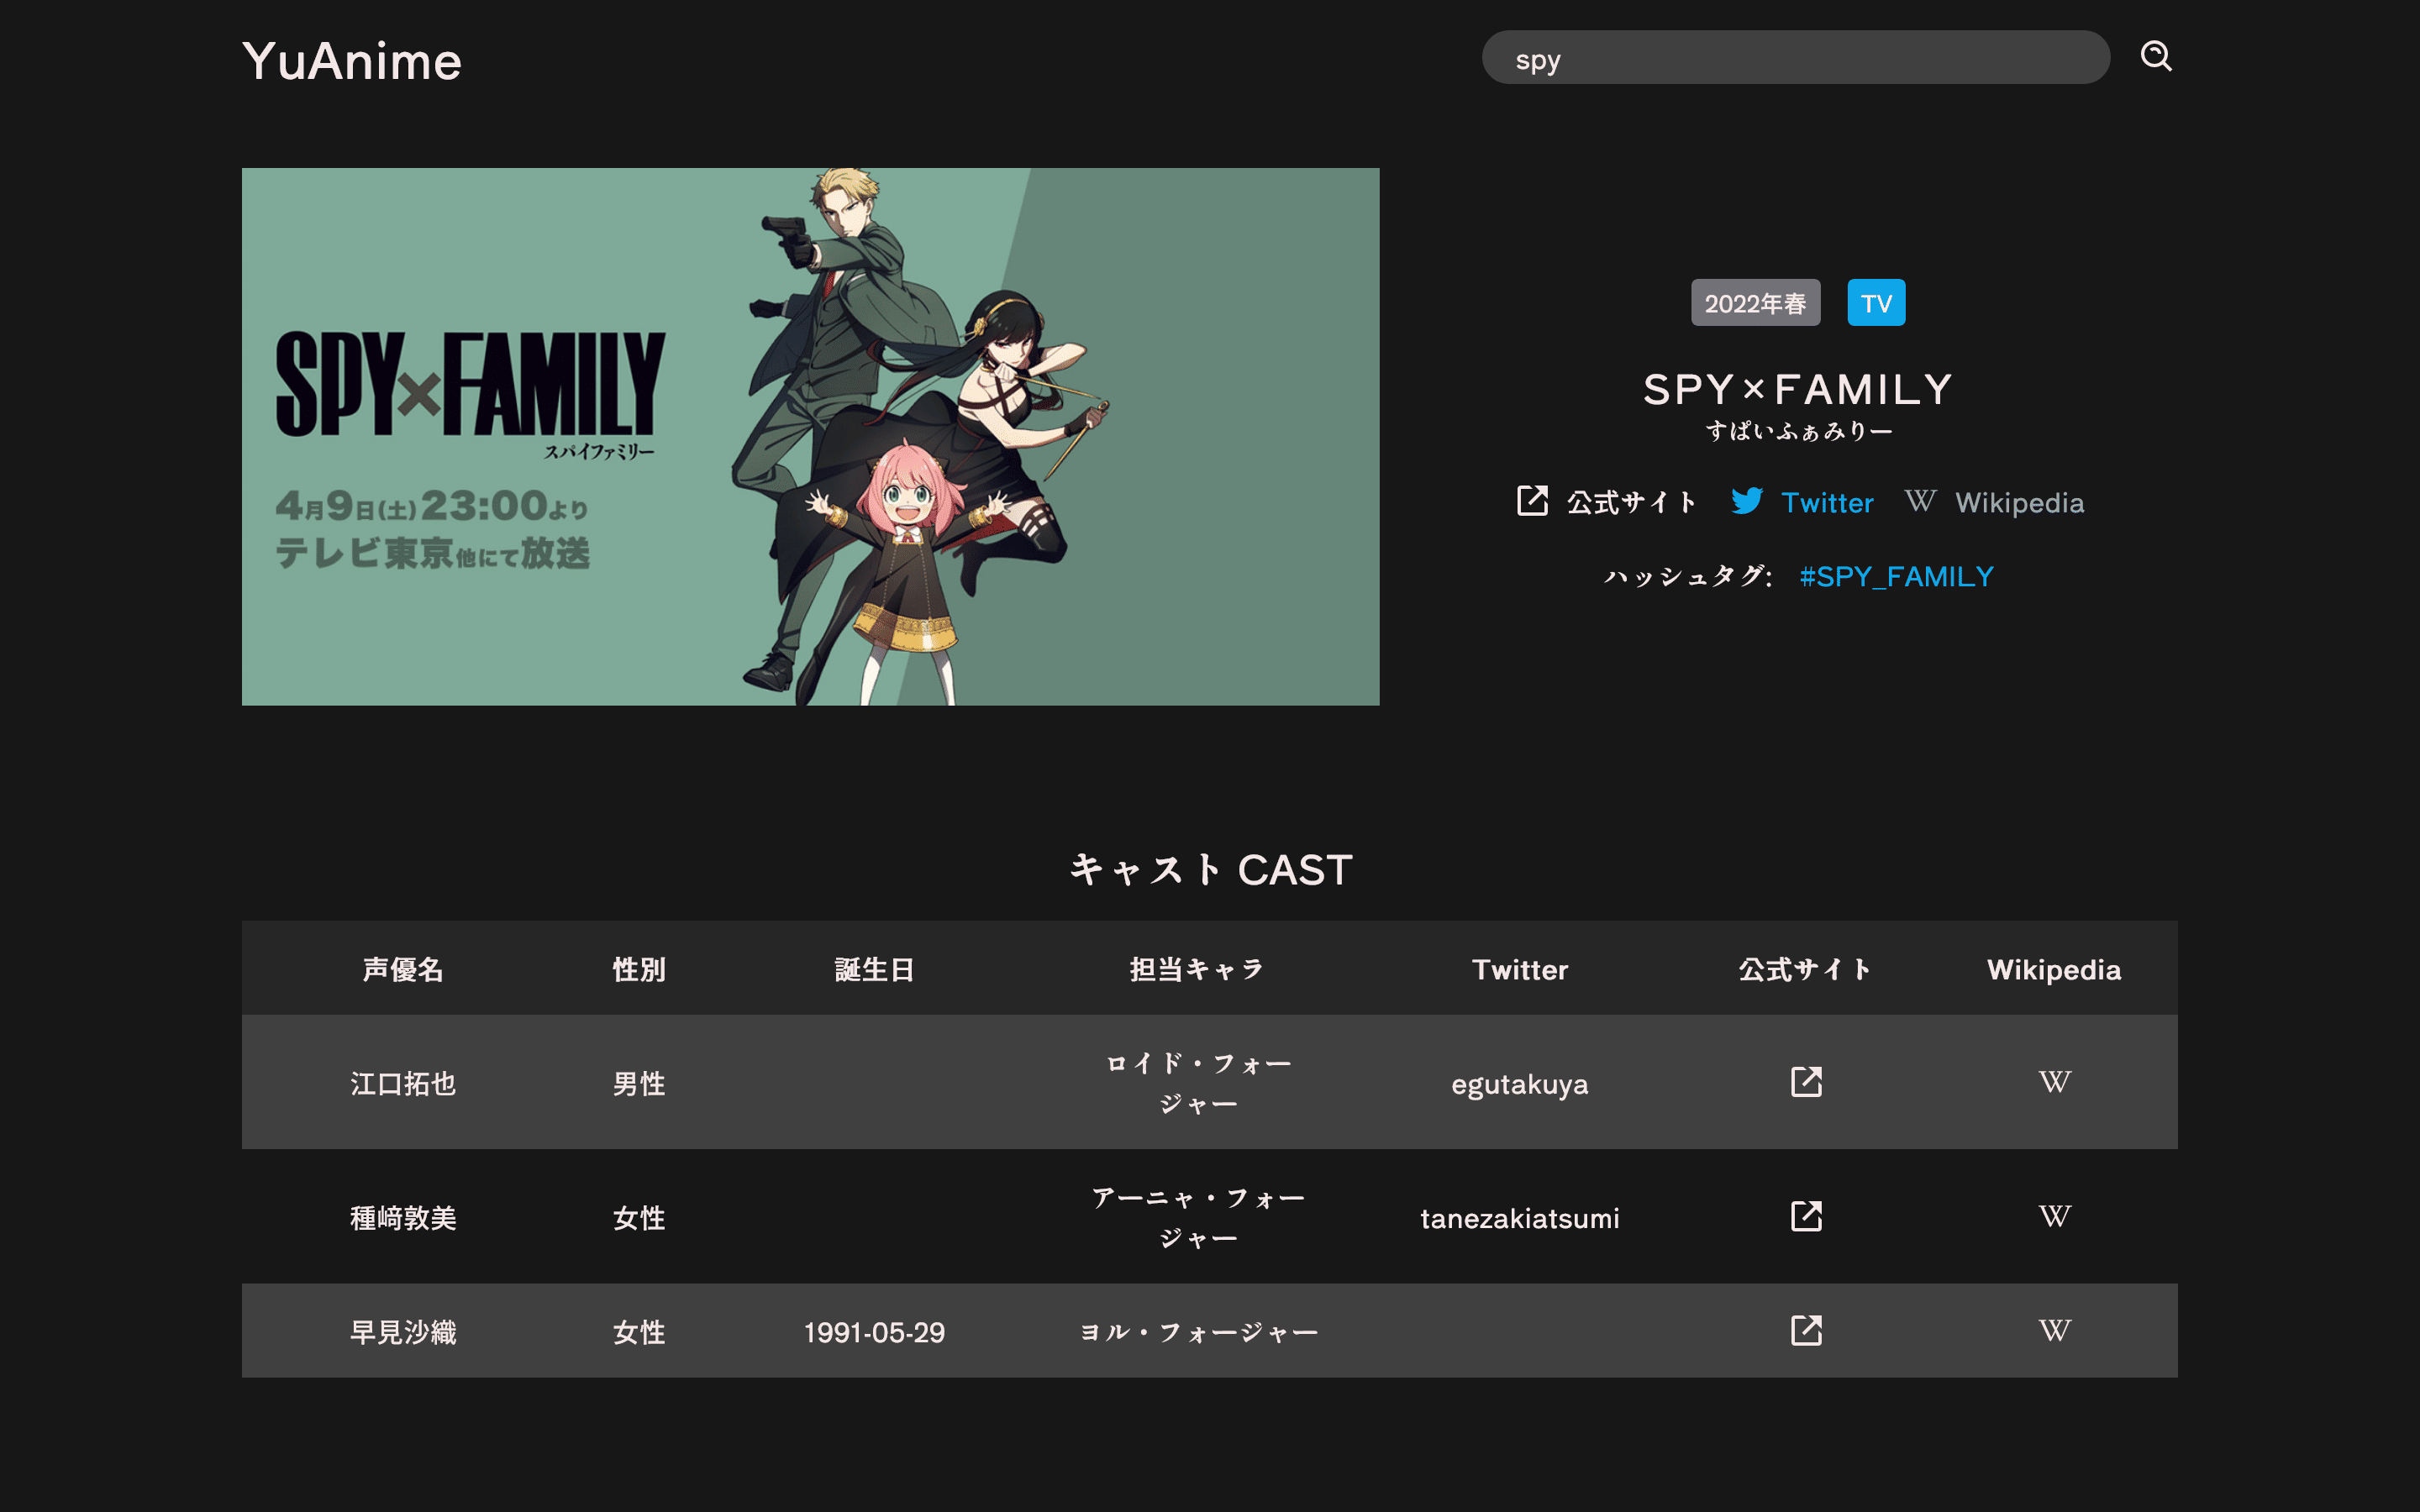 YuAnime
spy
SPY×FAMILY
スパイファミリー
4月9日(土)23:00より
テレビ東京他にて放送
2022年春 TV
SPY×FAMILY
すぱいふぁみりー
公式サイト Twitter W Wikipedia
ハッシュタグ: #SPY_FAMILY
キャスト CAST
声優名 性別 誕生日 担当キャラ Twitter 公式サイト Wikipedia
江口拓也 男性 ロイド・フォー
ジャー egutakuya W
種﨑敦美 女性 アーニャ・フォー
ジャー tanezakiatsumi W
早見沙織 女性 1991-05-29 ヨル・フォージャー W